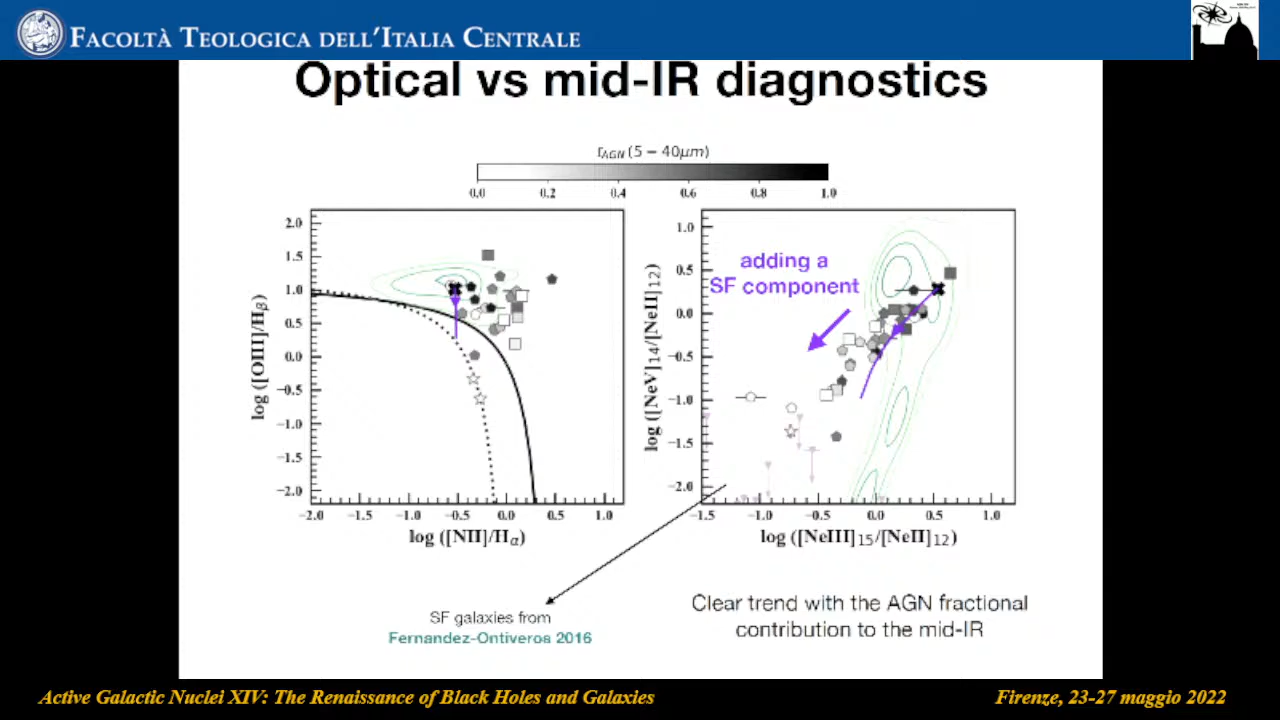 FACOLTÀ TEOLOGICA DELL'ITALIA CENTRALE
Optical vs mid-IR diagnostics
r_AGN (5 − 40μm)
0.0 0.2 0.4 0.6 0.8 1.0
log ([OIII]/H_β)
2.0
1.5
1.0
0.5
0.0
−0.5
−1.0
−1.5
−2.0
−2.0 −1.5 −1.0 −0.5 0.0 0.5 1.0
log ([NII]/H_α)
log ([NeV]_14/[NeII]_12)
1.0
0.5
0.0
−0.5
−1.0
−1.5
−2.0
adding a
SF component
−1.5 −1.0 −0.5 0.0 0.5 1.0
log ([NeIII]_15/[NeII]_12)
SF galaxies from
Fernandez-Ontiveros 2016
Clear trend with the AGN fractional
contribution to the mid-IR
Active Galactic Nuclei XIV: The Renaissance of Black Holes and Galaxies
Firenze, 23-27 maggio 2022